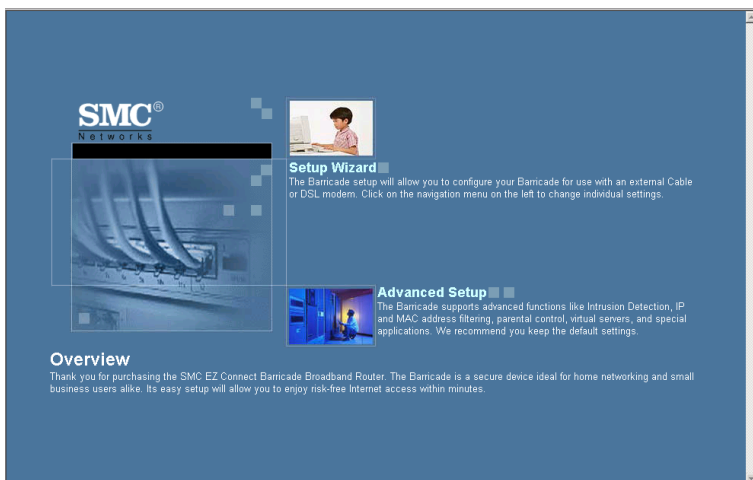 SMC®
Networks
Setup Wizard
The Barricade setup will allow you to configure your Barricade for use with an external Cable
or DSL modem. Click on the navigation menu on the left to change individual settings.
Advanced Setup
The Barricade supports advanced functions like Intrusion Detection, IP
and MAC address filtering, parental control, virtual servers, and special
applications. We recommend you keep the default settings.
Overview
Thank you for purchasing the SMC EZ Connect Barricade Broadband Router. The Barricade is a secure device ideal for home networking and small
business users alike. Its easy setup will allow you to enjoy risk-free Internet access within minutes.